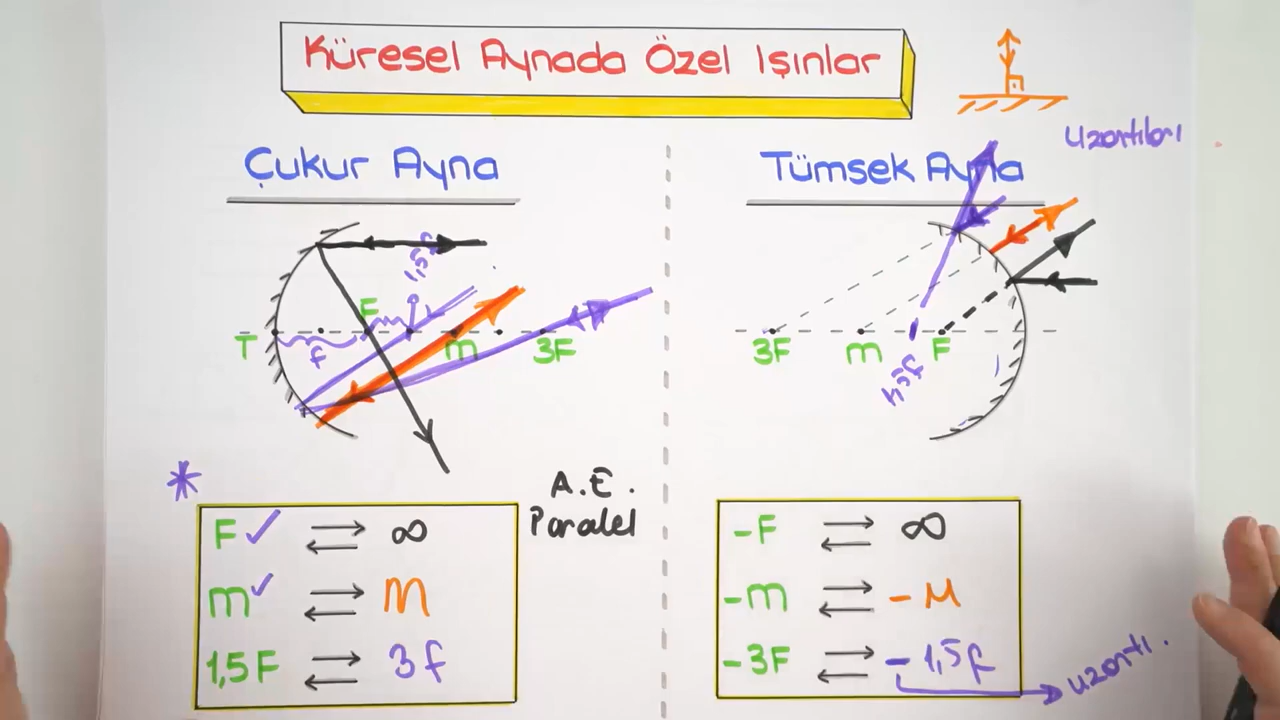 Küresel Aynada Özel Işınlar
Uzantıları
Çukur Ayna
Tümsek Ayna
1,5f
F
T
f
m
3F
3F
m
F
1,5f
A.E.
Paralel
F ✓ ⇄ ∞
m ✓ ⇄ M
1,5F ⇄ 3f
-F ⇄ ∞
-m ⇄ -M
-3F ⇄ -1,5f
uzantı.